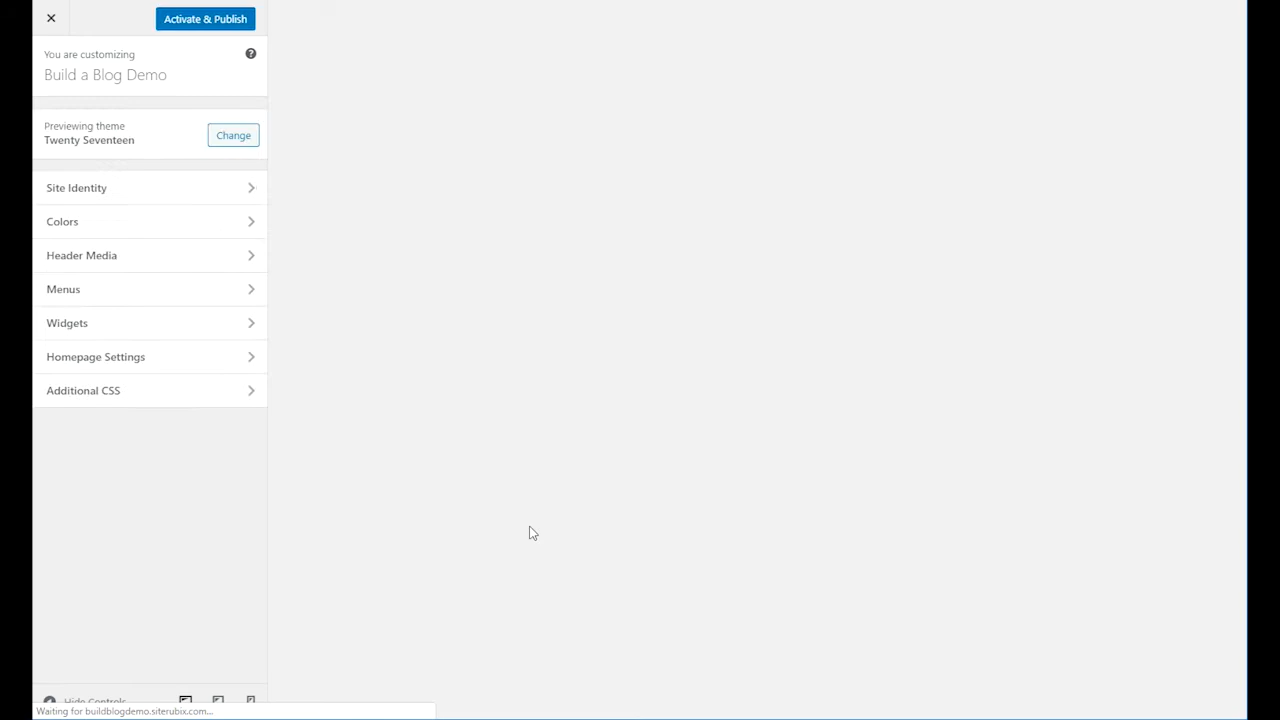 Activate & Publish
You are customizing
Build a Blog Demo
Previewing theme
Twenty Seventeen
Change
Site Identity
Colors
Header Media
Menus
Widgets
Homepage Settings
Additional CSS
Hide Controls
Waiting for buildblogdemo.siterubix.com...